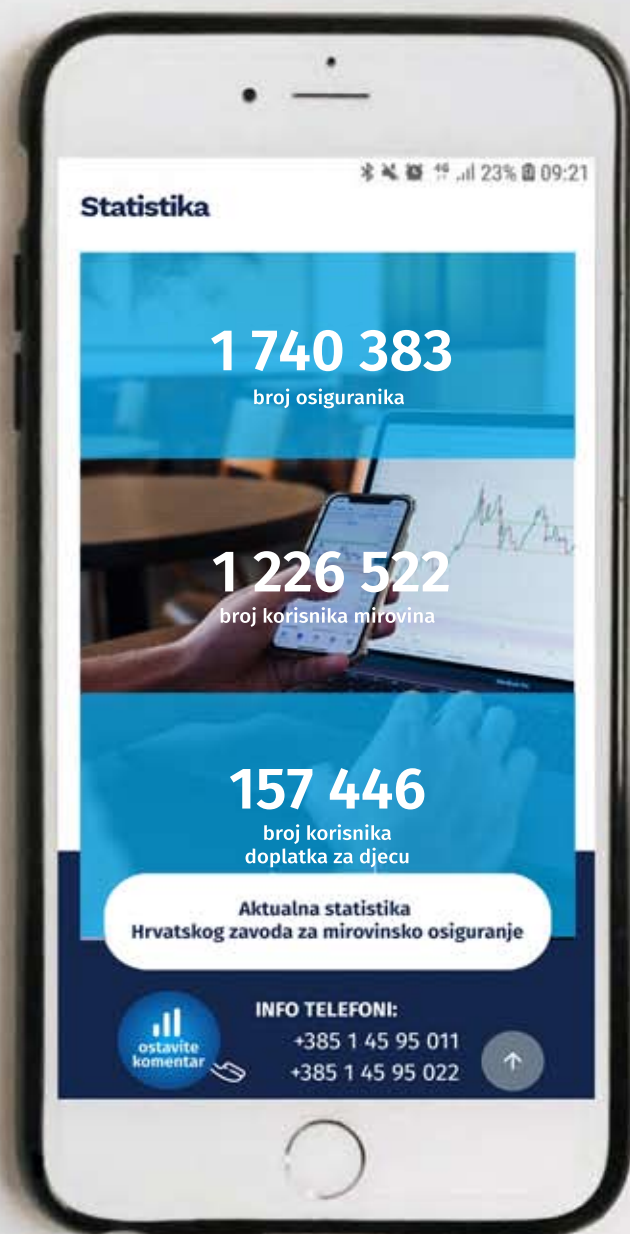 4G 23% 09:21
Statistika
1 740 383
broj osiguranika
1 226 522
broj korisnika mirovina
157 446
broj korisnika
doplatka za djecu
Aktualna statistika
Hrvatskog zavoda za mirovinsko osiguranje
ostavite
komentar
INFO TELEFONI:
+385 1 45 95 011
+385 1 45 95 022